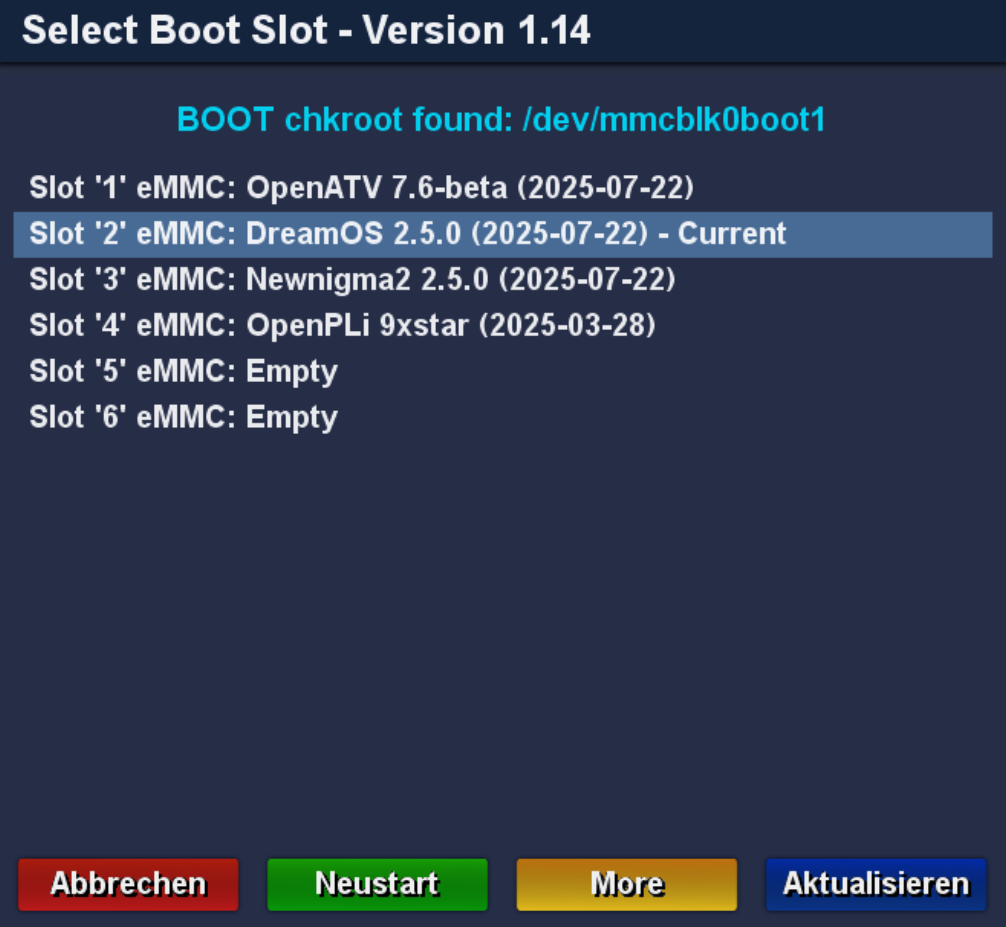 Select Boot Slot - Version 1.14
BOOT chkroot found: /dev/mmcblk0boot1
Slot '1' eMMC: OpenATV 7.6-beta (2025-07-22)
Slot '2' eMMC: DreamOS 2.5.0 (2025-07-22) - Current
Slot '3' eMMC: Newnigma2 2.5.0 (2025-07-22)
Slot '4' eMMC: OpenPLi 9xstar (2025-03-28)
Slot '5' eMMC: Empty
Slot '6' eMMC: Empty
Abbrechen
Neustart
More
Aktualisieren